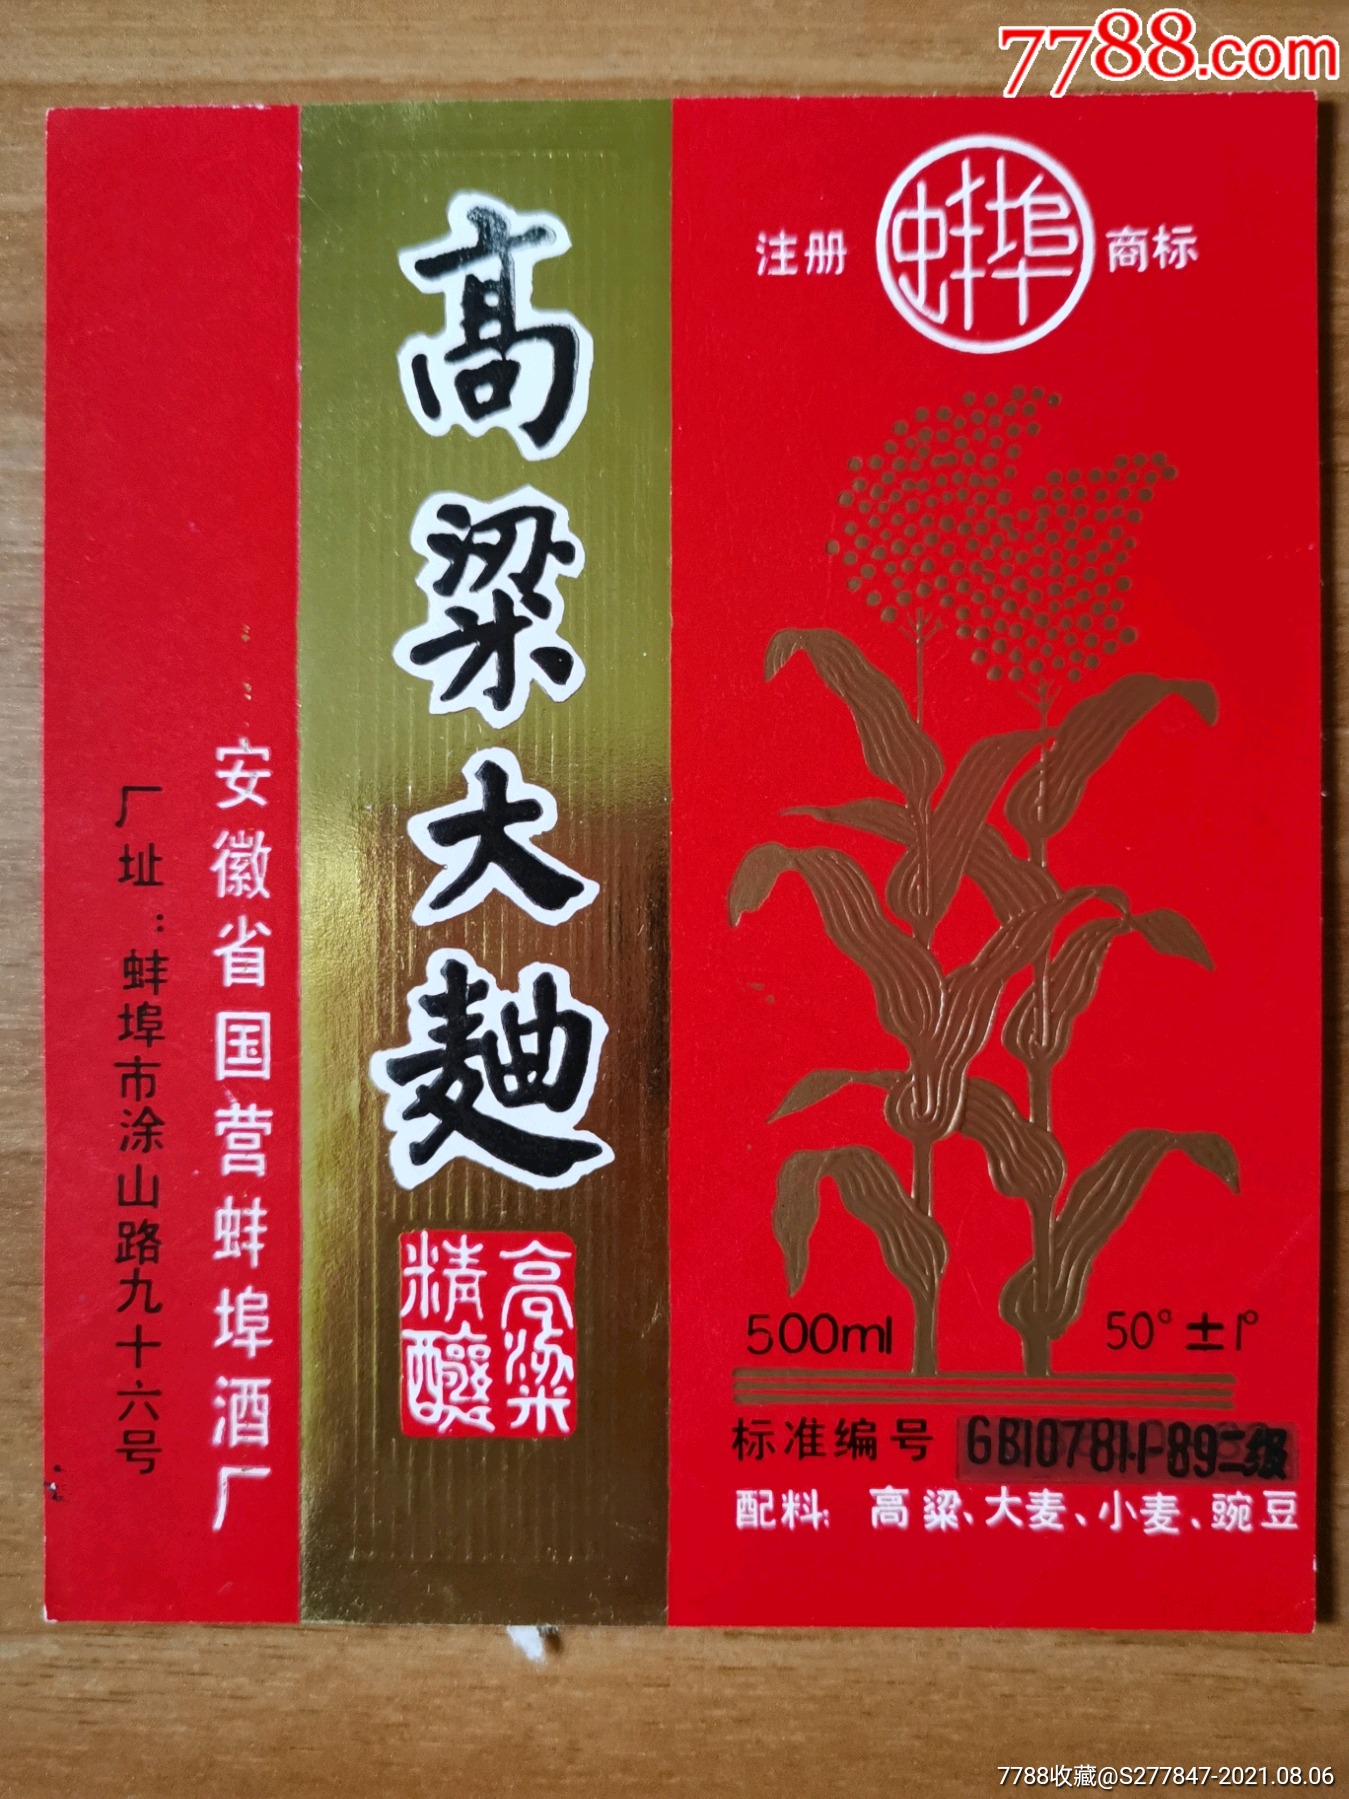 7788.com
注册 蚌埠 商标
高粱大麯
高粱
精酿
500ml 50°±1°
标准编号 GB10781.1-89二级
配料: 高粱、大麦、小麦、豌豆
安徽省国营蚌埠酒厂
厂址:蚌埠市涂山路九十六号
7788收藏@S277847-2021.08.06